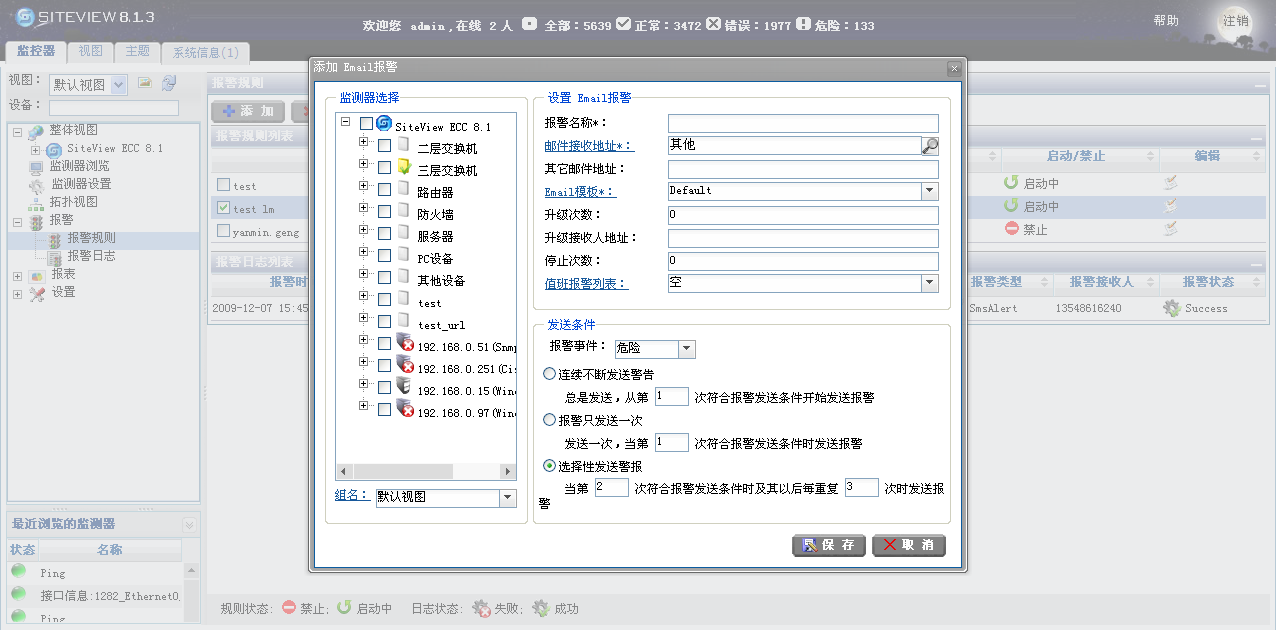 SITEVIEW 8.1.3
欢迎您 admin,在线 2 人 全部：5639 正常：3472 错误：1977 危险：133
帮助 注销
监控器 视图 主题 系统信息(1)
视图： 默认视图
设备：
整体视图
SiteView ECC 8.1
监测器浏览
监测器设置
拓扑视图
报警
报警规则
报警日志
报表
设置
最近浏览的监测器
状态 名称
Ping
接口信息:1282_Ethernet0,
Ping
报警规则
添 加
报警规则列表
启动/禁止 编辑
test 启动中
test lm 启动中
yanmin.geng 禁止
报警日志列表
报警时 报警类型 报警接收人 报警状态
2009-12-07 15:45 SmsAlert 13548616240 Success
规则状态: 禁止; 启动中 日志状态: 失败; 成功
添加 Email报警
监测器选择
SiteView ECC 8.1
二层交换机
三层交换机
路由器
防火墙
服务器
PC设备
其他设备
test
test_url
192.168.0.51(Snmp
192.168.0.251(Cis
192.168.0.15(Wind
192.168.0.97(Wind
组名： 默认视图
设置 Email报警
报警名称*：
邮件接收地址*： 其他
其它邮件地址：
Email模板*： Default
升级次数： 0
升级接收人地址：
停止次数： 0
值班报警列表： 空
发送条件
报警事件： 危险
连续不断发送警告
总是发送，从第 1 次符合报警发送条件开始发送报警
报警只发送一次
发送一次，当第 1 次符合报警发送条件时发送报警
选择性发送警报
当第 2 次符合报警发送条件时及其以后每重复 3 次时发送报
警
保 存 取 消